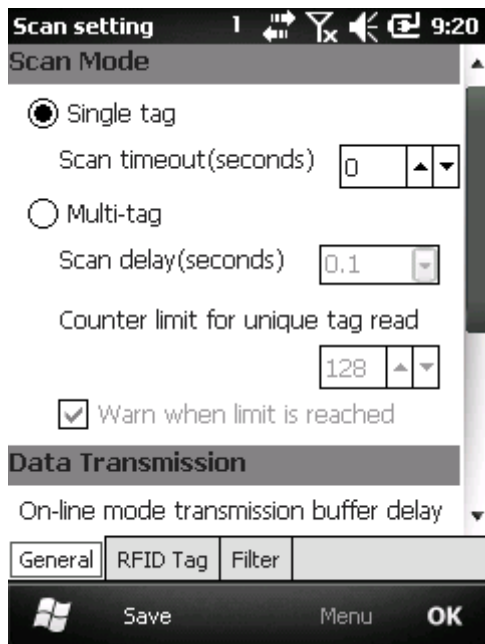 Scan setting 1 9:20
Scan Mode
Single tag
Scan timeout(seconds) 0
Multi-tag
Scan delay(seconds) 0.1
Counter limit for unique tag read
128
Warn when limit is reached
Data Transmission
On-line mode transmission buffer delay
General RFID Tag Filter
Save Menu OK